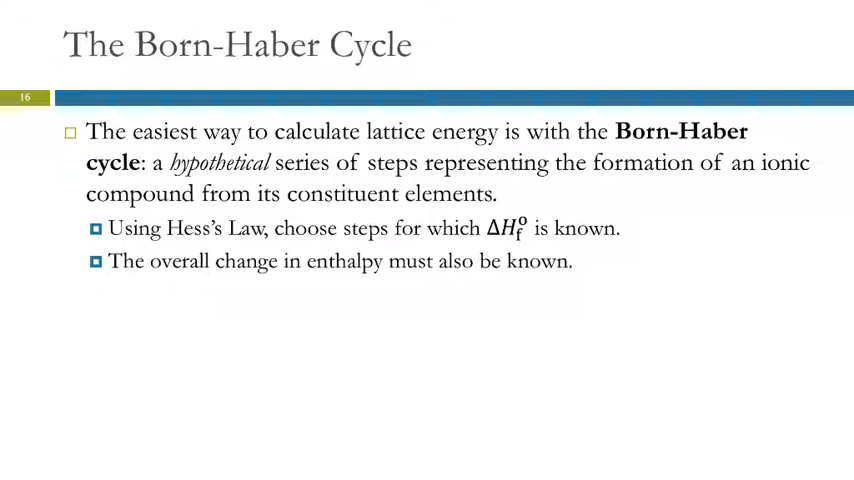 The Born-Haber Cycle
16
The easiest way to calculate lattice energy is with the Born-Haber
cycle: a hypothetical series of steps representing the formation of an ionic
compound from its constituent elements.
Using Hess's Law, choose steps for which ΔH°f is known.
The overall change in enthalpy must also be known.